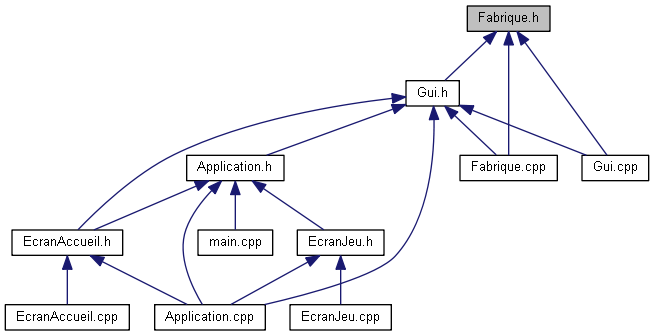 Fabrique.h
Gui.h
Application.h
Fabrique.cpp
Gui.cpp
EcranAccueil.h
main.cpp
EcranJeu.h
EcranAccueil.cpp
Application.cpp
EcranJeu.cpp